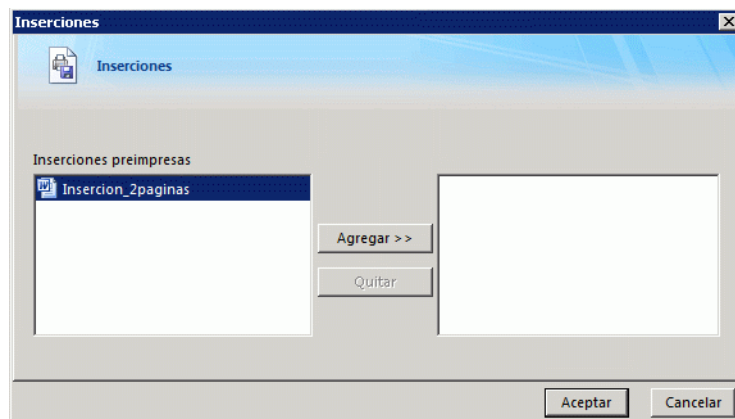 Inserciones
Inserciones
Inserciones preimpresas
Insercion_2paginas
Agregar >>
Quitar
Aceptar
Cancelar